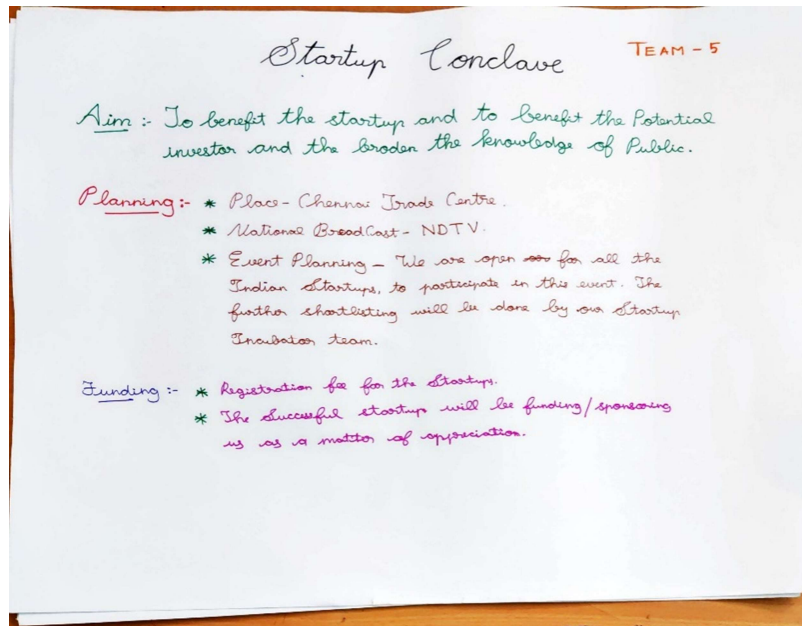 Startup Conclave TEAM - 5
Aim :- To benefit the startup and to benefit the Potential
investor and the broden the knowledge of Public.
Planning :- * Place - Chennai Trade Centre.
* National BroadCast - NDTV.
* Event Planning - We are open for all the
Indian Startups, to participate in this event. The
further shortlisting will be done by our Startup
Incubator team.
Funding :- * Registration fee for the Startups.
* The Successful startup will be funding/sponsoring
us as a matter of appreciation.